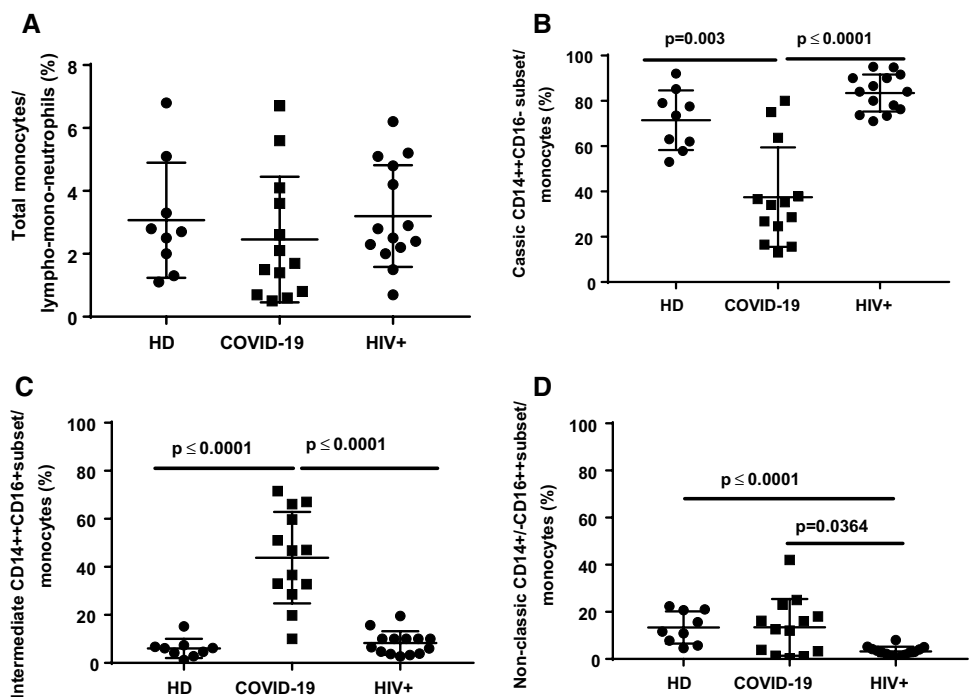 A
Total monocytes/
lympho-mono-neutrophils (%)
8
6
4
2
0
HD
COVID-19
HIV+
B
Cassic CD14++CD16- subset/
monocytes (%)
p=0.003
p ≤ 0.0001
100
80
60
40
20
0
HD
COVID-19
HIV+
C
Intermediate CD14++CD16+subset/
monocytes (%)
100
80
60
40
20
0
p ≤ 0.0001
p ≤ 0.0001
HD
COVID-19
HIV+
D
Non-classic CD14+/-CD16++subset/
monocytes (%)
100
80
60
40
20
0
p ≤ 0.0001
p=0.0364
HD
COVID-19
HIV+